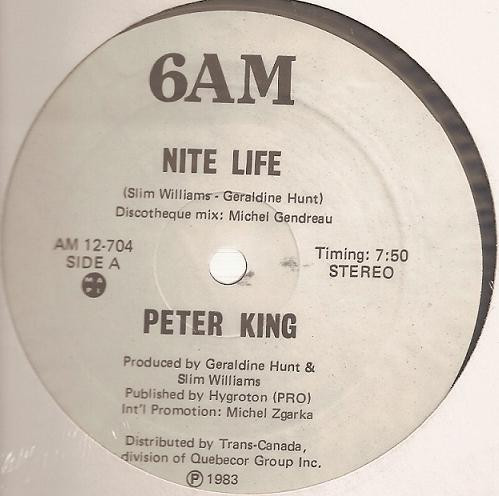 6AM
NITE LIFE
(Slim Williams - Geraldine Hunt)
Discotheque mix: Michel Gendreau
AM 12-704
SIDE A
Timing: 7:50
STEREO
PETER KING
Produced by Geraldine Hunt &
Slim Williams
Published by Hygroton (PRO)
Int'l Promotion: Michel Zgarka
Distributed by Trans-Canada,
division of Quebecor Group Inc.
Ⓟ 1983